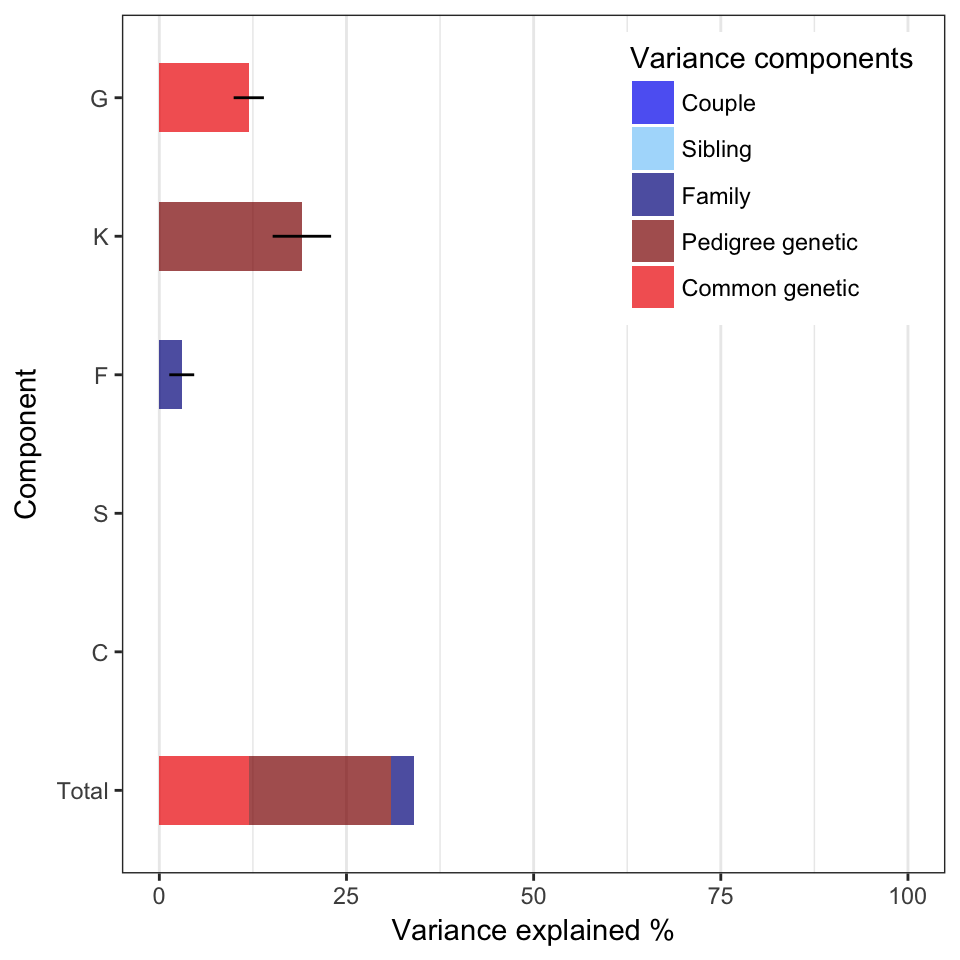 Variance components
Couple
Sibling
Family
Pedigree genetic
Common genetic
G
K
F
S
C
Total
Component
0 25 50 75 100
Variance explained %